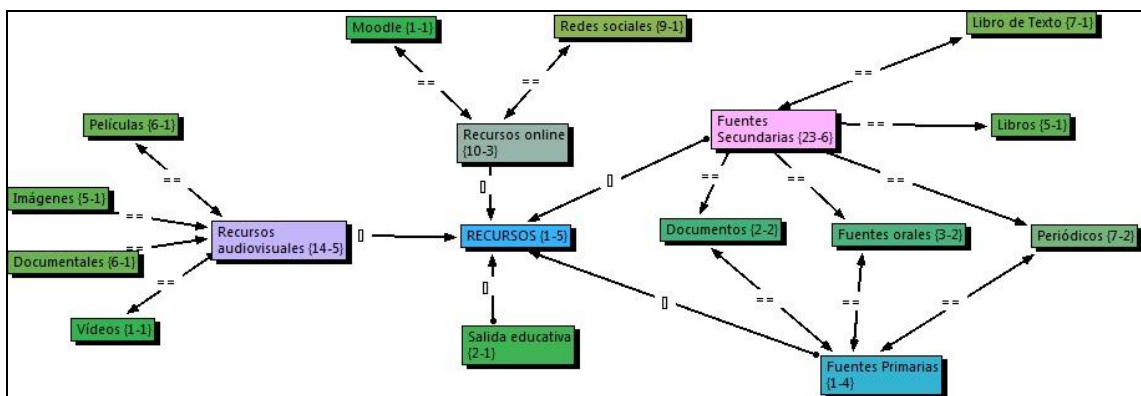 Moodle {1-1}
Redes sociales {9-1}
Libro de Texto {7-1}
==
==
==
Películas {6-1}
Recursos online
{10-3}
Fuentes
Secundarias {23-6}
==
Libros {5-1}
==
[]
[]
==
==
==
Imágenes {5-1}
==
Recursos
audiovisuales {14-5}
[]
RECURSOS {1-5}
Documentos {2-2}
Fuentes orales {3-2}
Periódicos {7-2}
Documentales {6-1}
==
==
[]
[]
==
==
==
Vídeos {1-1}
Salida educativa
{2-1}
Fuentes Primarias
{1-4}